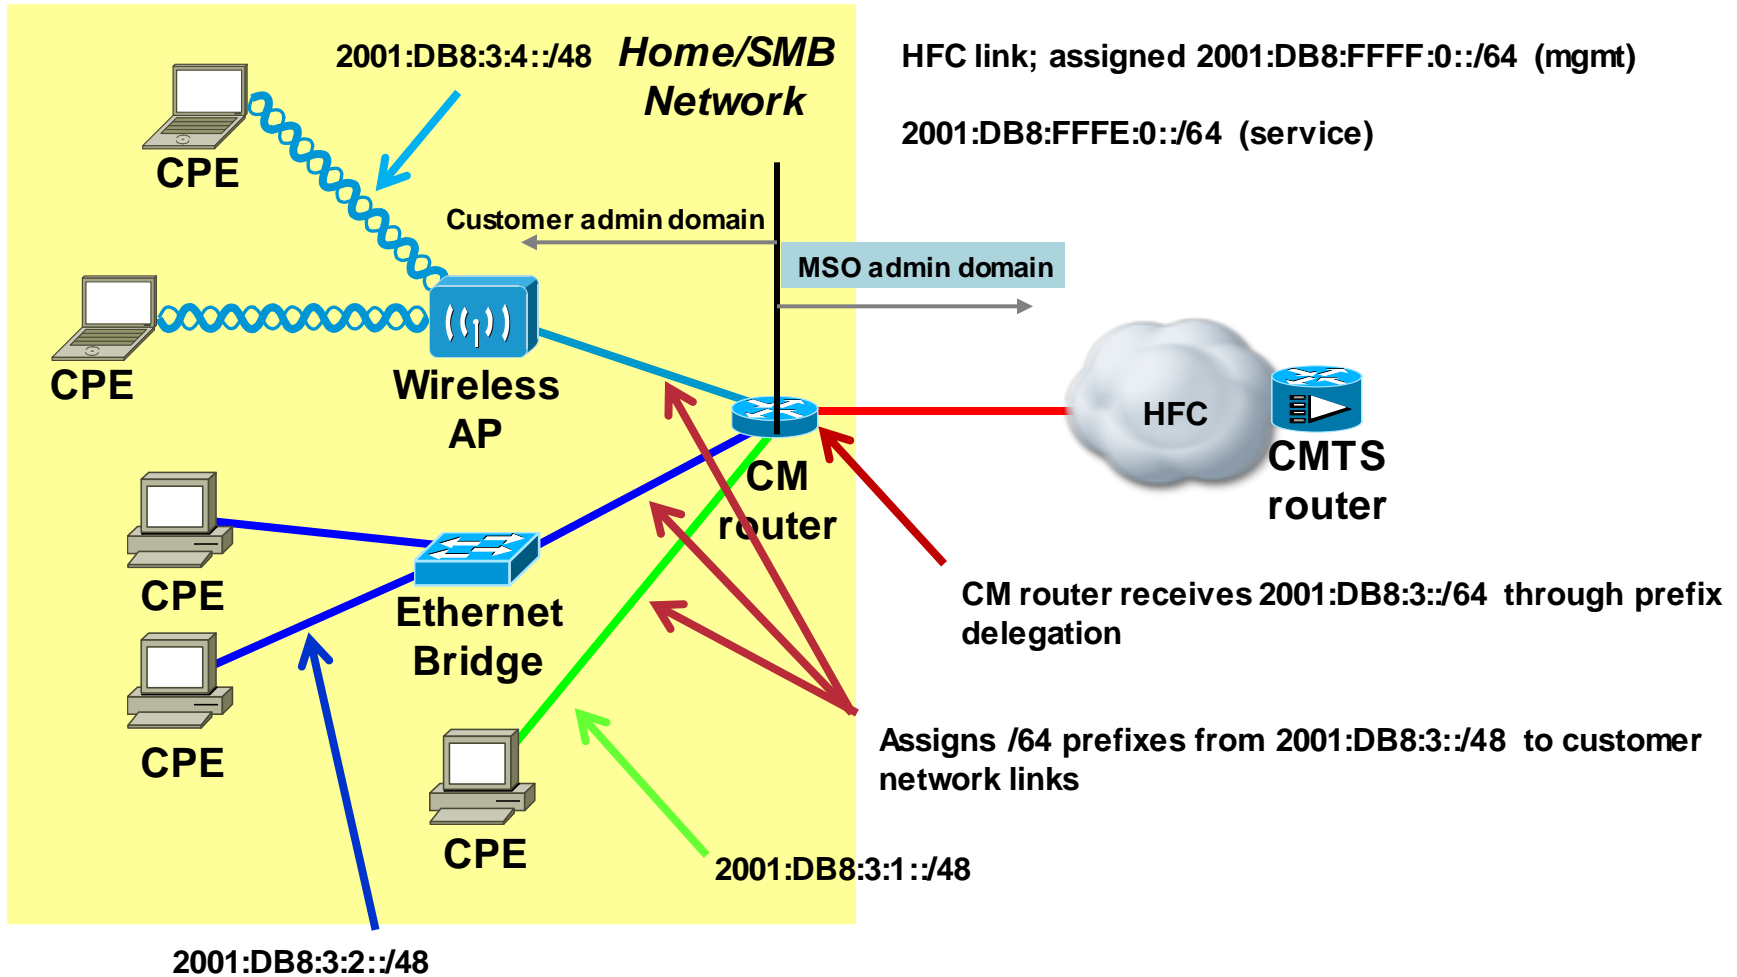 2001:DB8:3:4::/48
Home/SMB
Network
HFC link; assigned 2001:DB8:FFFF:0::/64 (mgmt)
2001:DB8:FFFE:0::/64 (service)
CPE
Customer admin domain
MSO admin domain
CPE
Wireless
AP
HFC
CMTS
router
CM
router
CPE
Ethernet
Bridge
CM router receives 2001:DB8:3::/64 through prefix
delegation
CPE
Assigns /64 prefixes from 2001:DB8:3::/48 to customer
network links
CPE
2001:DB8:3:1::/48
2001:DB8:3:2::/48